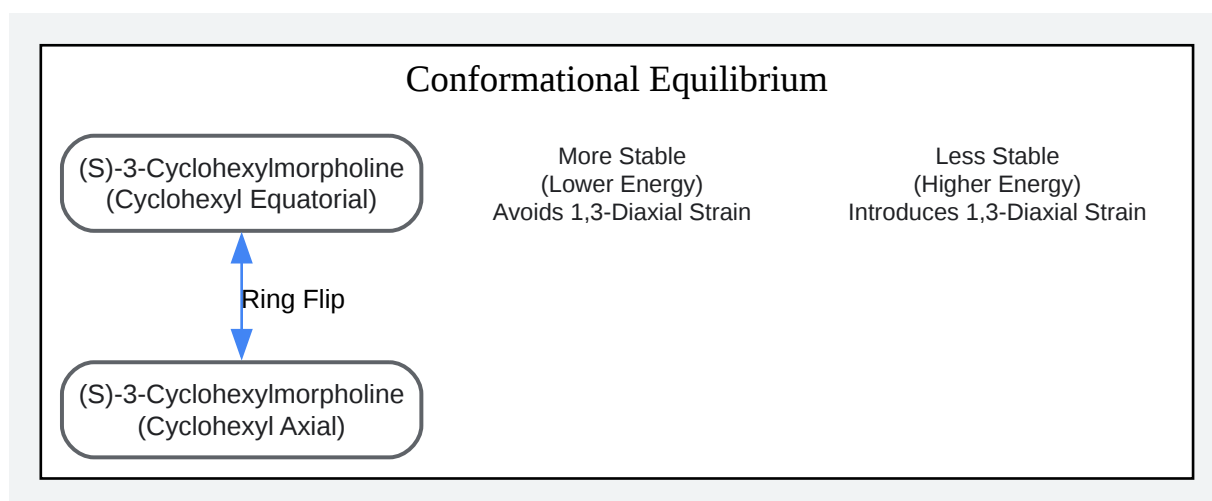 Conformational Equilibrium
(S)-3-Cyclohexylmorpholine
(Cyclohexyl Equatorial)
More Stable
(Lower Energy)
Avoids 1,3-Diaxial Strain
Less Stable
(Higher Energy)
Introduces 1,3-Diaxial Strain
Ring Flip
(S)-3-Cyclohexylmorpholine
(Cyclohexyl Axial)